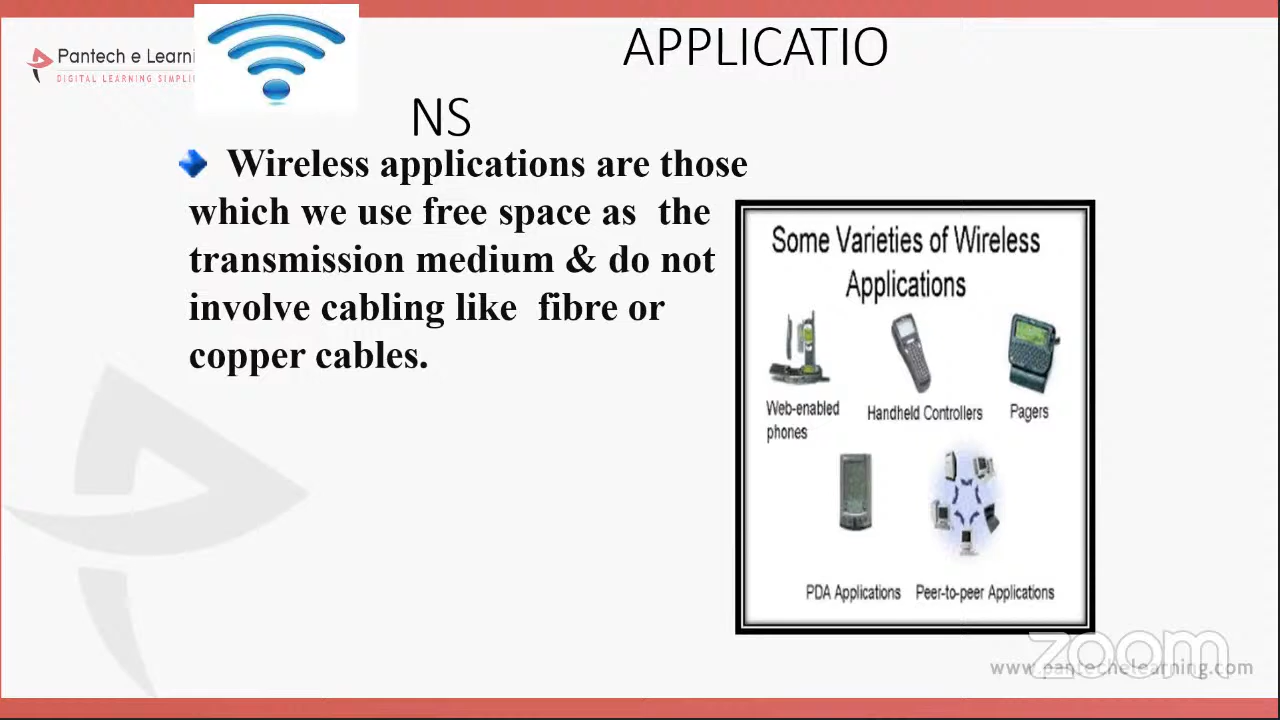 Pantech e Learni
DIGITAL LEARNING SIMPLI
APPLICATIO
NS
Wireless applications are those
which we use free space as the
transmission medium & do not
involve cabling like fibre or
copper cables.
Some Varieties of Wireless
Applications
Web-enabled
phones
Handheld Controllers
Pagers
PDA Applications
Peer-to-peer Applications
zoom
www.pantechelearning.com